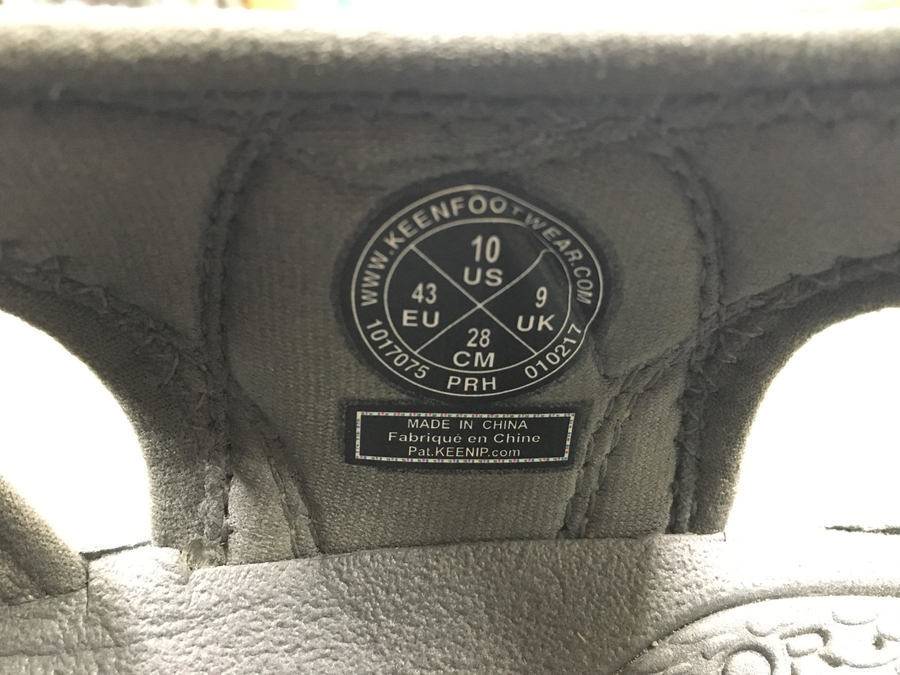 WWW.KEENFOOTWEAR.COM
10
US
43
EU
9
UK
28
CM
1017075 PRH 010217
MADE IN CHINA
Fabriqué en Chine
Pat.KEENIP.com